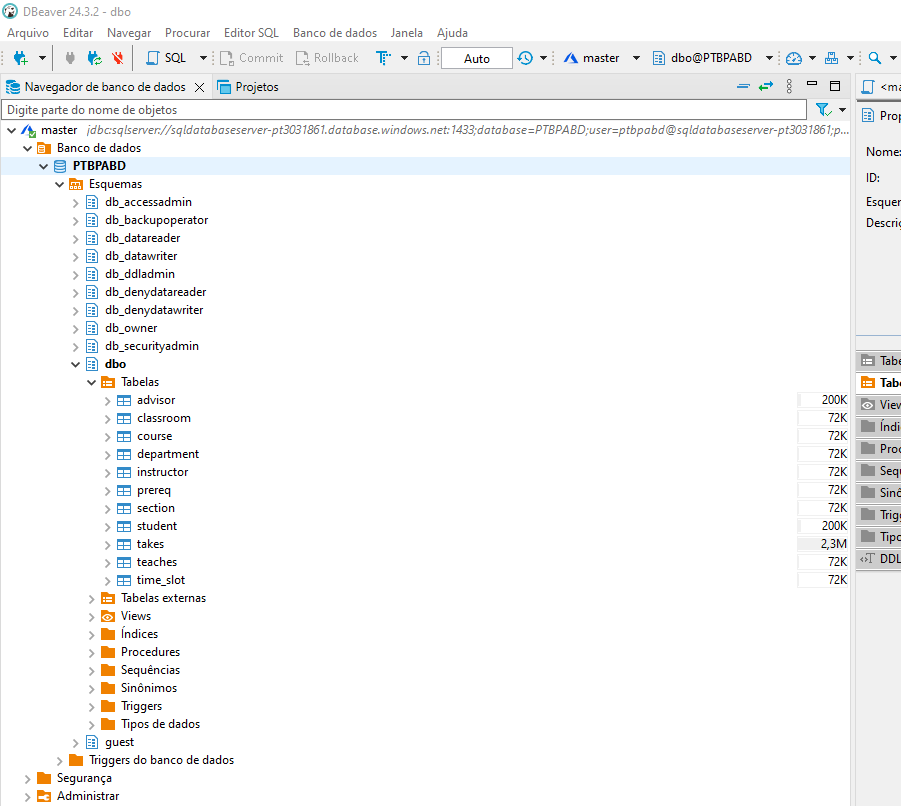 DBeaver 24.3.2 - dbo
Arquivo Editar Navegar Procurar Editor SQL Banco de dados Janela Ajuda
SQL Commit Rollback Auto master dbo@PTBPABD
Navegador de banco de dados Projetos
Digite parte do nome de objetos
master jdbc:sqlserver://sqldatabaseserver-pt3031861.database.windows.net:1433;database=PTBPABD;user=ptbpabd@sqldatabaseserver-pt3031861;p...
Banco de dados
PTBPABD
Esquemas
db_accessadmin
db_backupoperator
db_datareader
db_datawriter
db_ddladmin
db_denydatareader
db_denydatawriter
db_owner
db_securityadmin
dbo
Tabelas
advisor 200K
classroom 72K
course 72K
department 72K
instructor 72K
prereq 72K
section 72K
student 200K
takes 2,3M
teaches 72K
time_slot 72K
Tabelas externas
Views
Índices
Procedures
Sequências
Sinônimos
Triggers
Tipos de dados
guest
Triggers do banco de dados
Segurança
Administrar
<ma
Prop
Nome:
ID:
Esquer
Descriç
Tabe
Tabe
View
Índi
Proc
Sequ
Sinô
Trig
Tipo
DDL